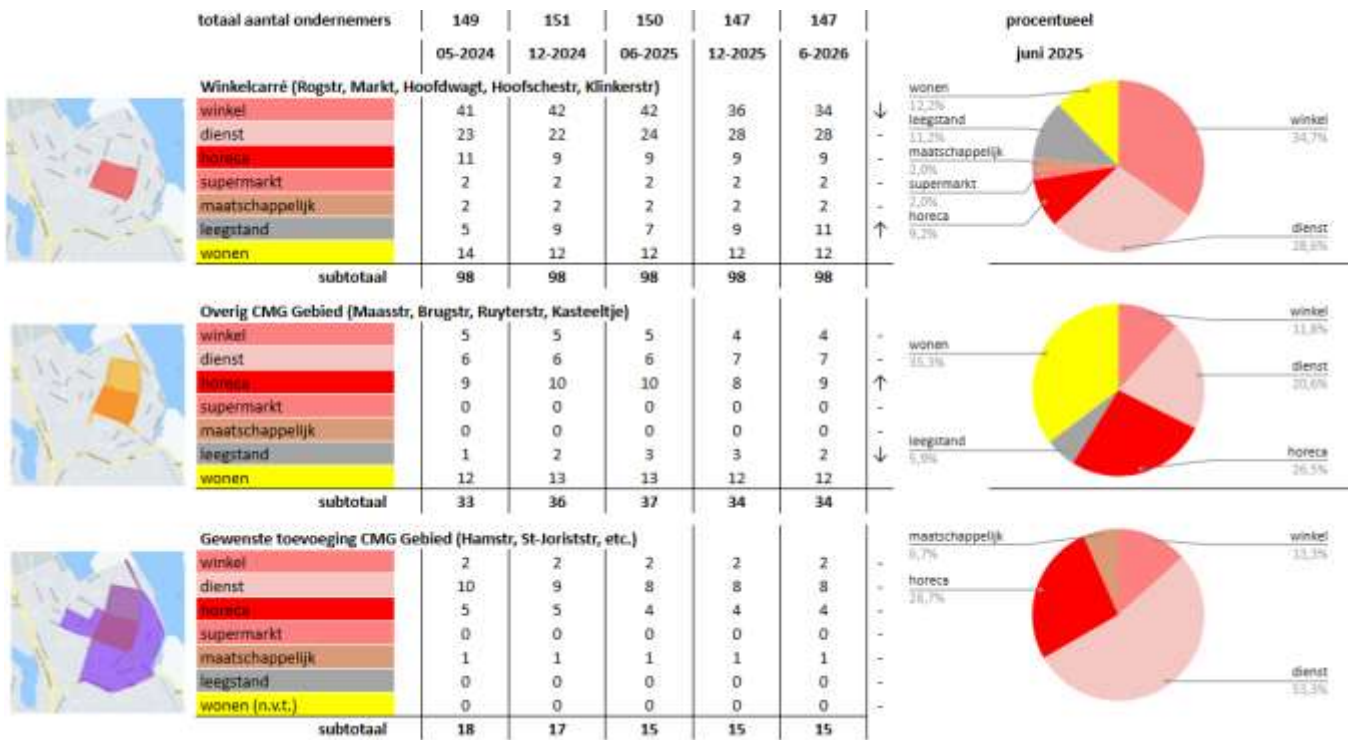 totaal aantal ondernemers 149 151 150 147 147 procentueel
05-2024 12-2024 06-2025 12-2025 6-2026 juni 2025
Winkelcarré (Rogstr, Markt, Hoofdwagt, Hoofschestr, Klinkerstr)
winkel 41 42 42 36 34 ↓
dienst 23 22 24 28 28 -
horeca 11 9 9 9 9 -
supermarkt 2 2 2 2 2 -
maatschappelijk 2 2 2 2 2 -
leegstand 5 9 7 9 11 ↑
wonen 14 12 12 12 12
subtotaal 98 98 98 98 98
wonen
12,2%
leegstand
11,2%
maatschappelijk
2,0%
supermarkt
2,0%
horeca
9,2%
winkel
34,7%
dienst
28,6%
Overig CMG Gebied (Maasstr, Brugstr, Ruyterstr, Kasteeltje)
winkel 5 5 5 4 4 -
dienst 6 6 6 7 7 -
horeca 9 10 10 8 9 ↑
supermarkt 0 0 0 0 0 -
maatschappelijk 0 0 0 0 0 -
leegstand 1 2 3 3 2 ↓
wonen 12 13 13 12 12
subtotaal 33 36 37 34 34
wonen
35,3%
leegstand
5,9%
winkel
11,8%
dienst
20,6%
horeca
26,5%
Gewenste toevoeging CMG Gebied (Hamstr, St-Joriststr, etc.)
winkel 2 2 2 2 2 -
dienst 10 9 8 8 8 -
horeca 5 5 4 4 4 -
supermarkt 0 0 0 0 0 -
maatschappelijk 1 1 1 1 1 -
leegstand 0 0 0 0 0 -
wonen (n.v.t.) 0 0 0 0 0 -
subtotaal 18 17 15 15 15
maatschappelijk
6,7%
horeca
26,7%
winkel
13,3%
dienst
53,3%